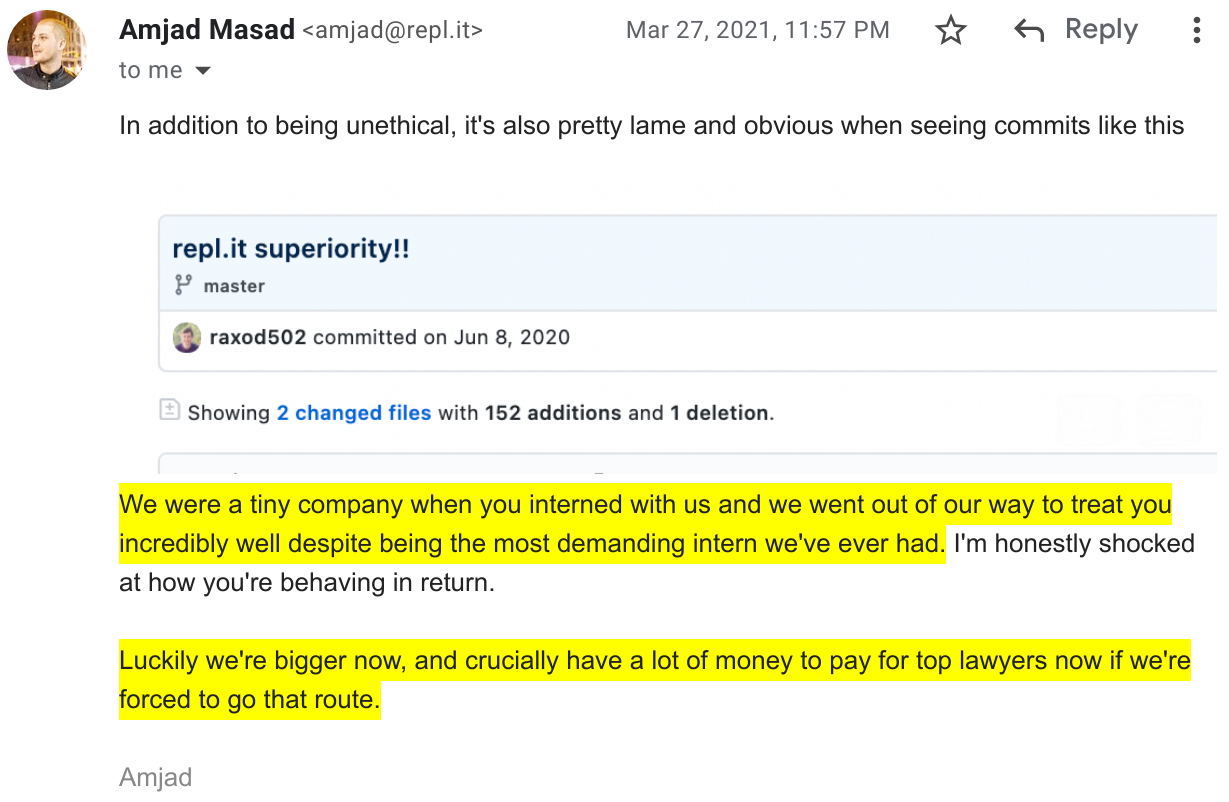 Amjad Masad <amjad@repl.it> Mar 27, 2021, 11:57 PM Reply
to me
In addition to being unethical, it's also pretty lame and obvious when seeing commits like this
repl.it superiority!!
master
raxod502 committed on Jun 8, 2020
Showing 2 changed files with 152 additions and 1 deletion.
We were a tiny company when you interned with us and we went out of our way to treat you
incredibly well despite being the most demanding intern we've ever had. I'm honestly shocked
at how you're behaving in return.
Luckily we're bigger now, and crucially have a lot of money to pay for top lawyers now if we're
forced to go that route.
Amjad